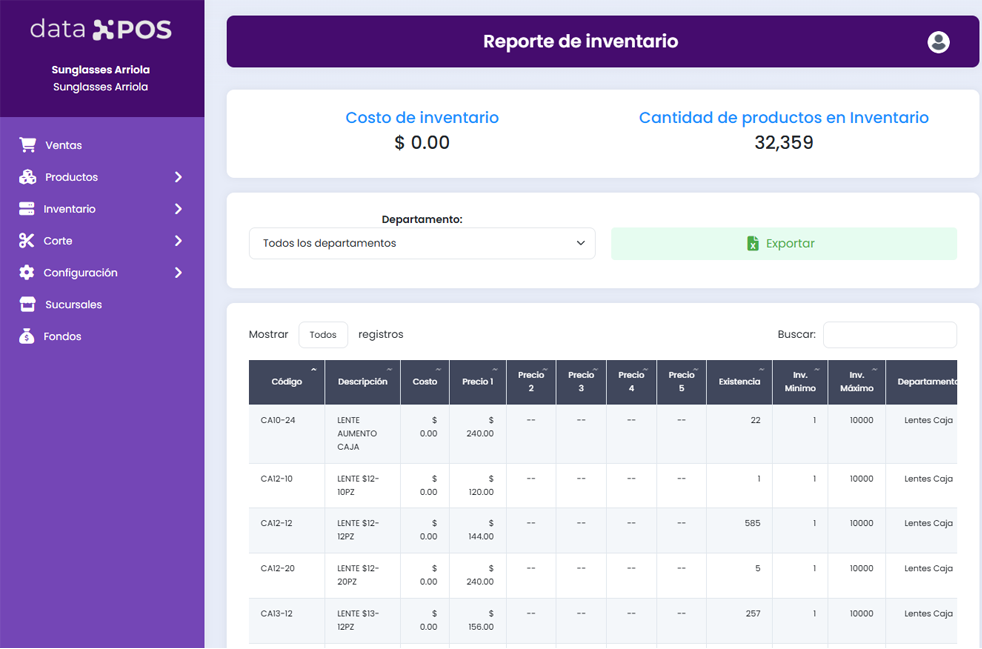 data XPOS
Sunglasses Arriola
Sunglasses Arriola
Ventas
Productos
Inventario
Corte
Configuración
Sucursales
Fondos
Reporte de inventario
Costo de inventario
$ 0.00
Cantidad de productos en Inventario
32,359
Departamento:
Todos los departamentos
Exportar
Mostrar Todos registros
Buscar:
Código Descripción Costo Precio 1 Precio 2 Precio 3 Precio 4 Precio 5 Existencia Inv. Minimo Inv. Máximo Departamento
CA10-24 LENTE AUMENTO CAJA $ 0.00 $ 240.00 -- -- -- -- 22 1 10000 Lentes Caja
CA12-10 LENTE $12-10PZ $ 0.00 $ 120.00 -- -- -- -- 1 1 10000 Lentes Caja
CA12-12 LENTE $12-12PZ $ 0.00 $ 144.00 -- -- -- -- 585 1 10000 Lentes Caja
CA12-20 LENTE $12-20PZ $ 0.00 $ 240.00 -- -- -- -- 5 1 10000 Lentes Caja
CA13-12 LENTE $13-12PZ $ 0.00 $ 156.00 -- -- -- -- 257 1 10000 Lentes Caja